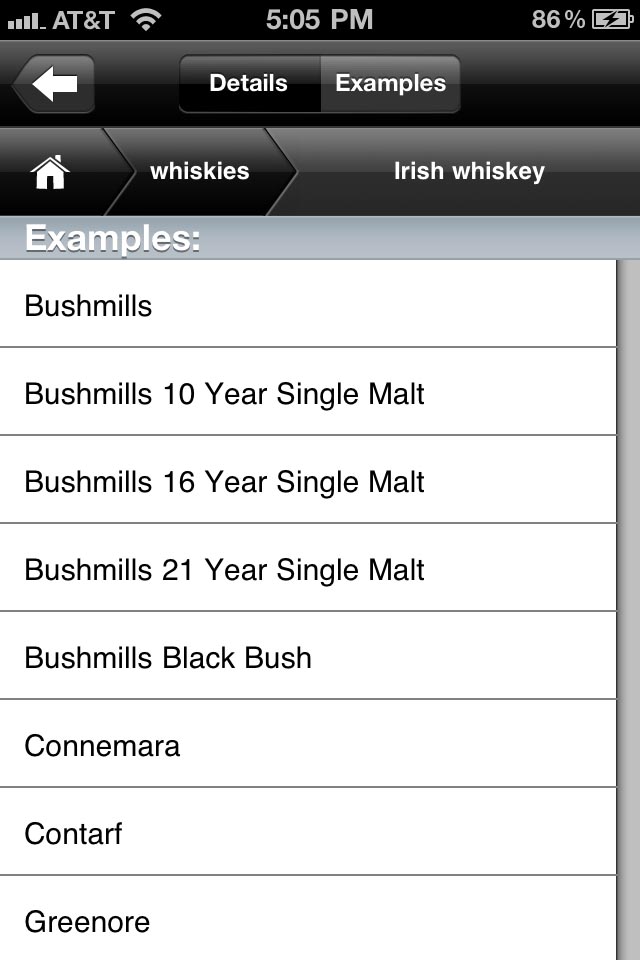 AT&T 5:05 PM 86%
Details Examples
whiskies Irish whiskey
Examples:
Bushmills
Bushmills 10 Year Single Malt
Bushmills 16 Year Single Malt
Bushmills 21 Year Single Malt
Bushmills Black Bush
Connemara
Contarf
Greenore